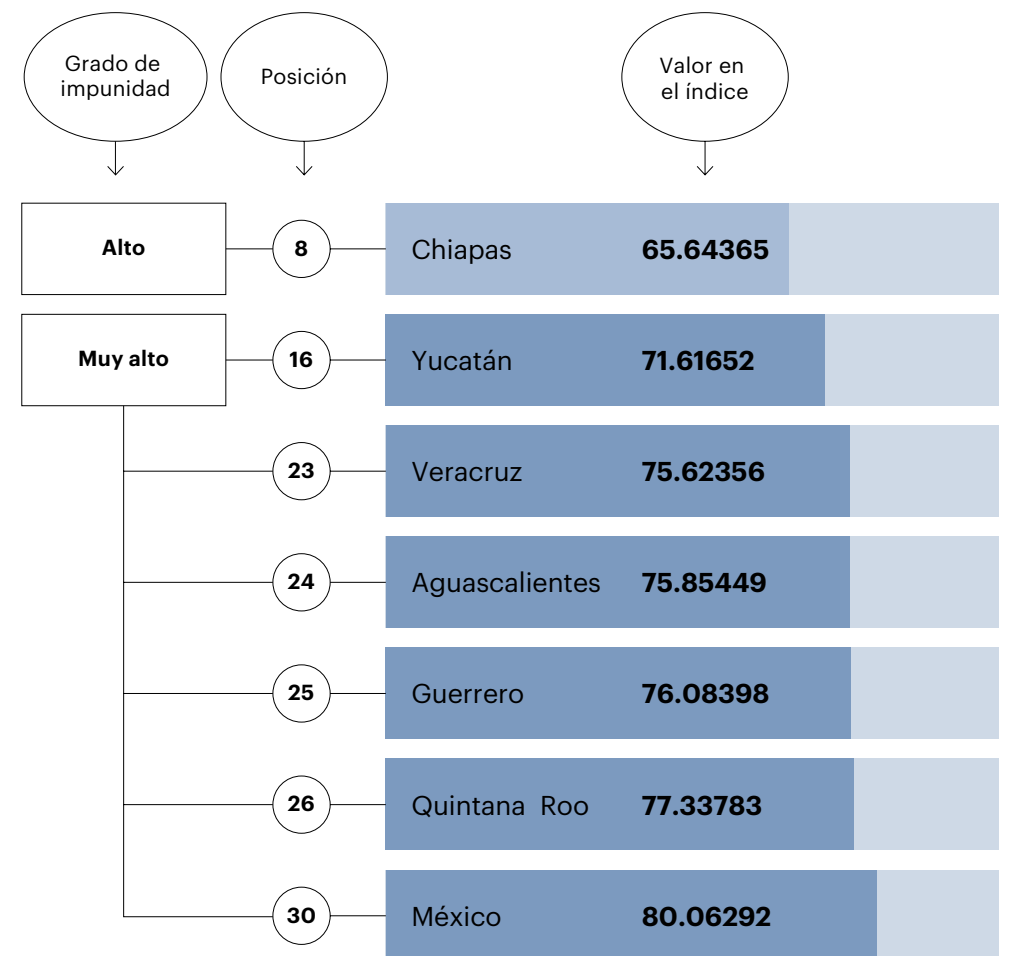 Grado de
impunidad
Posición
Valor en
el índice
Alto
8
Chiapas
65.64365
Muy alto
16
Yucatán
71.61652
23
Veracruz
75.62356
24
Aguascalientes
75.85449
25
Guerrero
76.08398
26
Quintana Roo
77.33783
30
México
80.06292